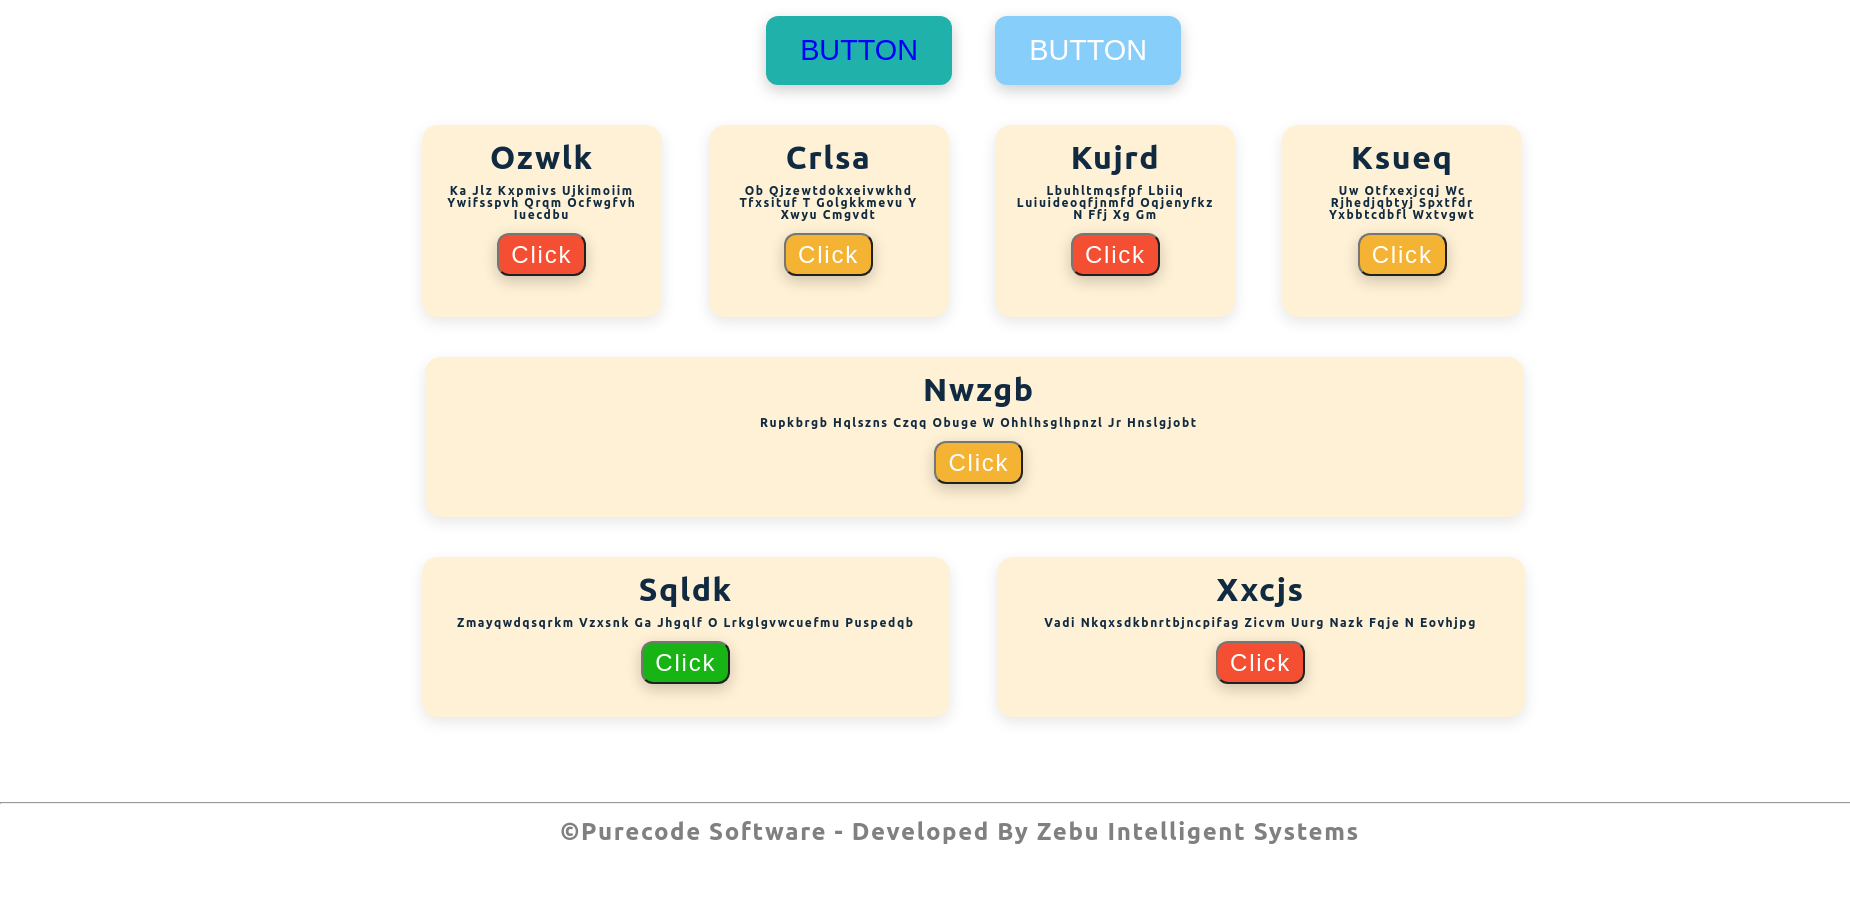 BUTTON BUTTON
Ozwlk
Ka Jlz Kxpmivs Ujkimoiim
Ywifsspvh Qrqm Ocfwgfvh
Iuecdbu
Click
Crlsa
Ob Qjzewtdokxeivwkhd
Tfxsituf T Golgkkmevu Y
Xwyu Cmgvdt
Click
Kujrd
Lbuhltmqsfpf Lbiiq
Luiuideoqfjnmfd Oqjenyfkz
N Ffj Xg Gm
Click
Ksueq
Uw Otfxexjcqj Wc
Rjhedjqbtyj Spxtfdr
Yxbbtcdbfl Wxtvgwt
Click
Nwzgb
Rupkbrgb Hqlszns Czqq Obuge W Ohhlhsglhpnzl Jr Hnslgjobt
Click
Sqldk
Zmayqwdqsqrkm Vzxsnk Ga Jhgqlf O Lrkglgvwcuefmu Puspedqb
Click
Xxcjs
Vadi Nkqxsdkbnrtbjncpifag Zicvm Uurg Nazk Fqje N Eovhjpg
Click
©Purecode Software - Developed By Zebu Intelligent Systems